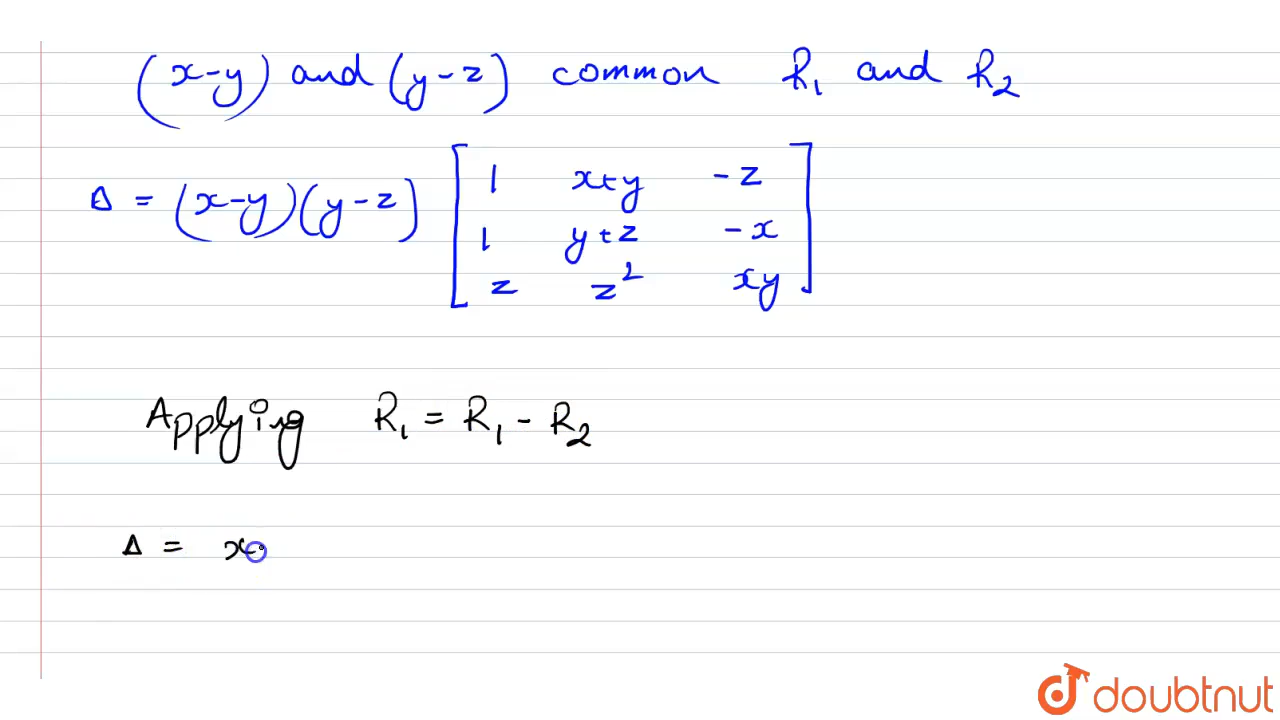 (x-y) and (y-z) common R₁ and R₂
Δ = (x-y)(y-z) [ 1 x+y -z
1 y+z -x
z z² xy ]
Applying R₁ = R₁ - R₂
Δ = x
doubtnut